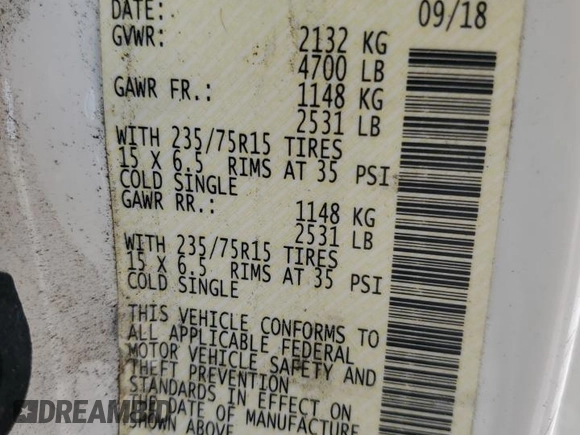 DATE: 09/18
GVWR: 2132 KG
4700 LB
GAWR FR.: 1148 KG
2531 LB
WITH 235/75R15 TIRES
15 X 6.5 RIMS AT 35 PSI
COLD SINGLE
GAWR RR.: 1148 KG
2531 LB
WITH 235/75R15 TIRES
15 X 6.5 RIMS AT 35 PSI
COLD SINGLE
THIS VEHICLE CONFORMS TO
ALL APPLICABLE FEDERAL
MOTOR VEHICLE SAFETY AND
THEFT PREVENTION
STANDARDS IN EFFECT ON
THE DATE OF MANUFACTURE
SHOWN ABOVE
DREAMBID